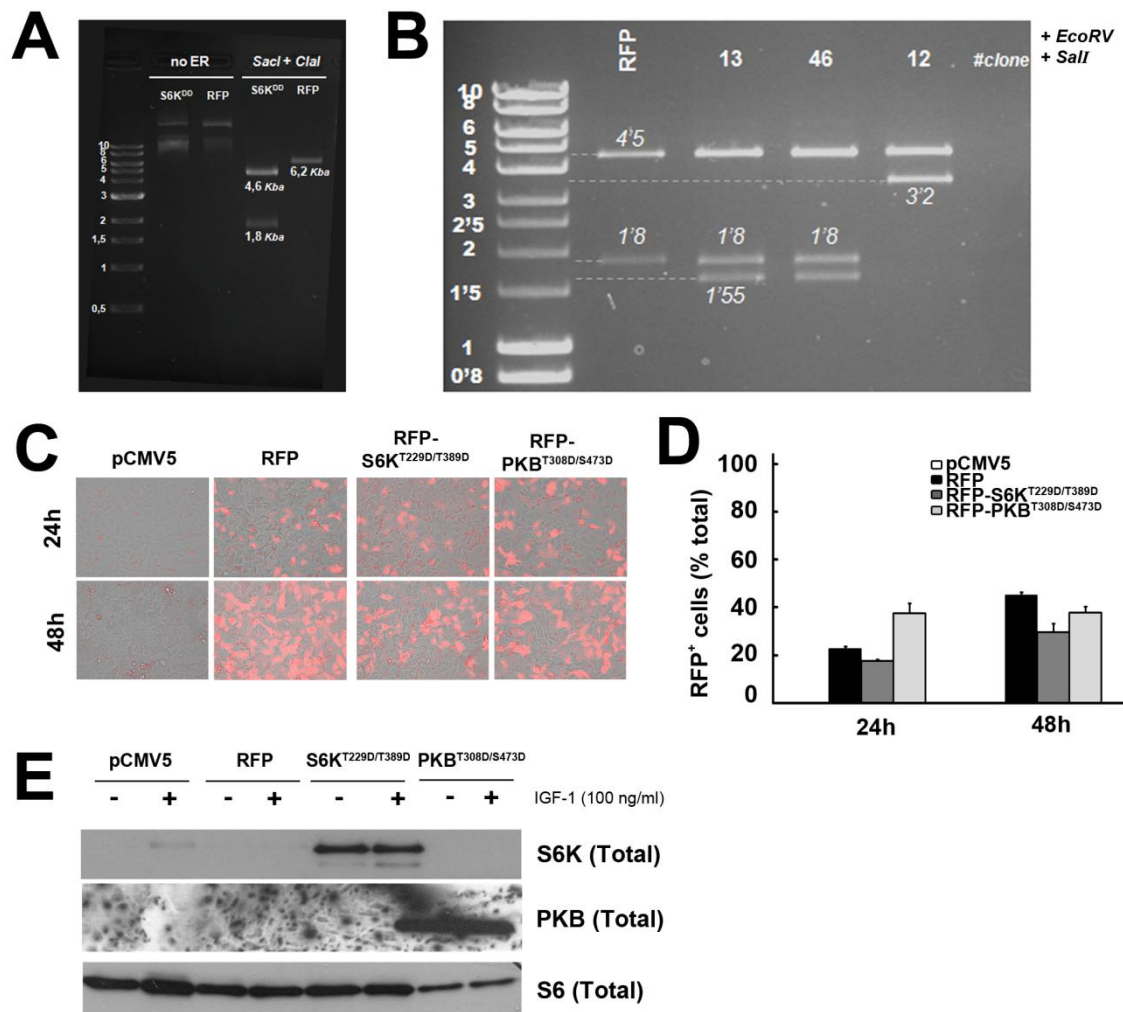 A
no ER
SacI + ClaI
S6K^DD RFP S6K^DD RFP
10
8
6
5
4
3
2
1,5
1
0,5
4,6 Kba
6,2 Kba
1,8 Kba
B
RFP 13 46 12 #clone
+ EcoRV
+ SalI
10
8
6
5
4
3
2'5
2
1'5
1
0'8
4'5
3'2
1'8 1'8 1'8
1'55
C
pCMV5
RFP
RFP-
S6K^T229D/T389D
RFP-
PKB^T308D/S473D
24h
48h
D
RFP+ cells (% total)
100
80
60
40
20
0
pCMV5
RFP
RFP-S6K^T229D/T389D
RFP-PKB^T308D/S473D
24h 48h
E
pCMV5 RFP S6K^T229D/T389D PKB^T308D/S473D
- + - + - + - + IGF-1 (100 ng/ml)
S6K (Total)
PKB (Total)
S6 (Total)